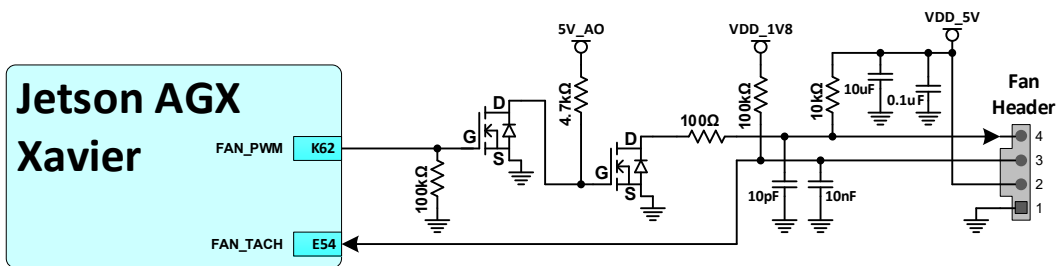 5V_AO
VDD_1V8
VDD_5V
Jetson AGX
Xavier
FAN_PWM
K62
100kΩ
G
D
S
4.7kΩ
G
D
S
100Ω
100kΩ
10kΩ
10uF
0.1uF
10pF
10nF
Fan
Header
4
3
2
1
FAN_TACH
E54